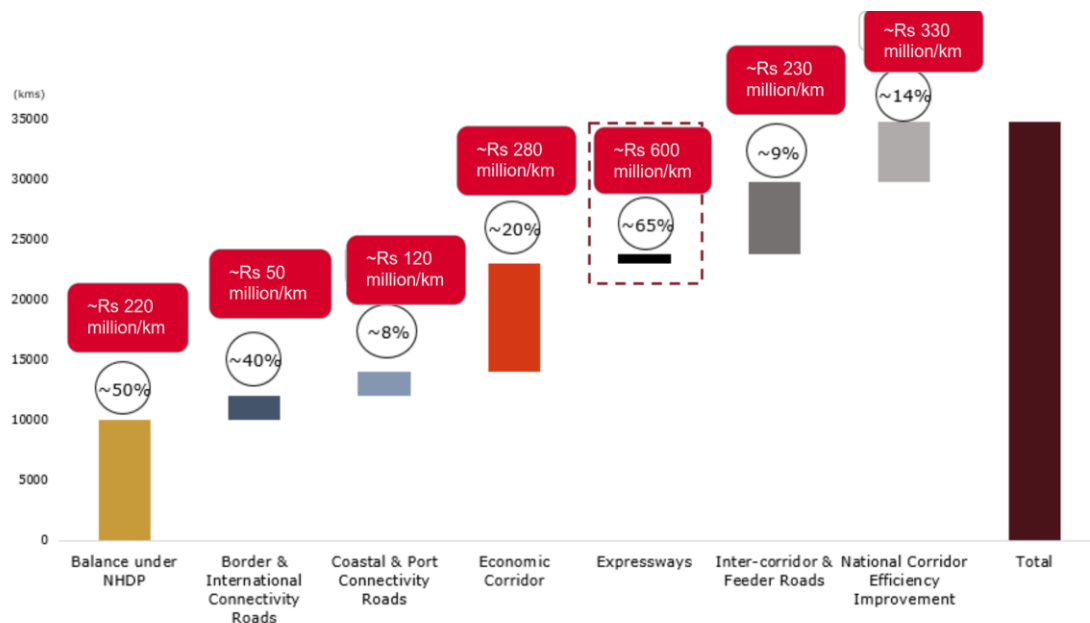 ~Rs 330
million/km
~Rs 230
million/km
~14%
(kms)
35000
~Rs 280
million/km
~Rs 600
million/km
~9%
30000
~20%
~65%
25000
~Rs 50
million/km
~Rs 120
million/km
~Rs 220
million/km
20000
~8%
15000
~40%
~50%
10000
5000
0
Balance under
NHDP
Border &
International
Connectivity
Roads
Coastal & Port
Connectivity
Roads
Economic
Corridor
Expressways
Inter-corridor &
Feeder Roads
National Corridor
Efficiency
Improvement
Total